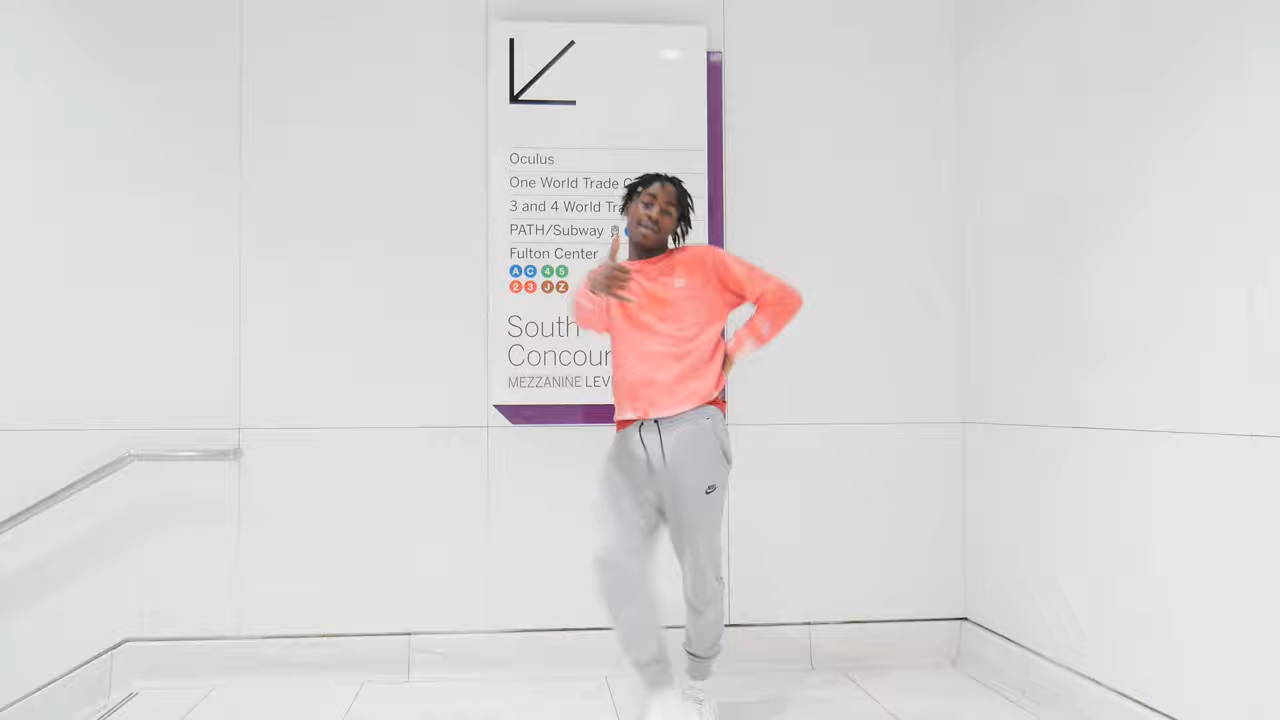 Oculus
One World Trade C
3 and 4 World Tra
PATH/Subway
Fulton Center
A C 4 5
2 3 J Z
South
Concour
MEZZANINE LEV